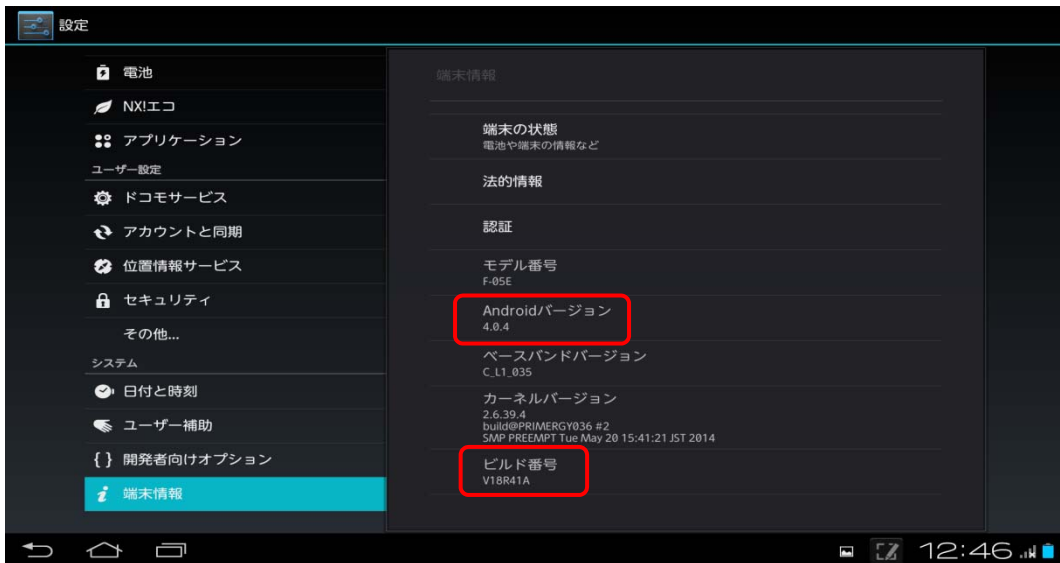 設定
電池
NX!エコ
アプリケーション
ユーザー設定
ドコモサービス
アカウントと同期
位置情報サービス
セキュリティ
その他...
システム
日付と時刻
ユーザー補助
開発者向けオプション
端末情報
端末情報
端末の状態
電池や端末の情報など
法的情報
認証
モデル番号
F-05E
Androidバージョン
4.0.4
ベースバンドバージョン
C_L1_035
カーネルバージョン
2.6.39.4
build@PRIMERGY036 #2
SMP PREEMPT Tue May 20 15:41:21 JST 2014
ビルド番号
V18R41A
12:46